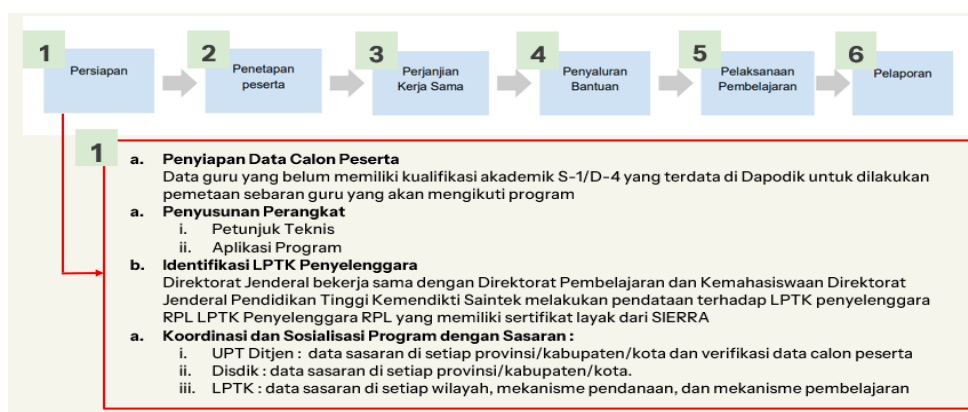 1
Persiapan
2
Penetapan
peserta
3
Perjanjian
Kerja Sama
4
Penyaluran
Bantuan
5
Pelaksanaan
Pembelajaran
6
Pelaporan
1
a. Penyiapan Data Calon Peserta
Data guru yang belum memiliki kualifikasi akademik S-1/D-4 yang terdata di Dapodik untuk dilakukan
pemetaan sebaran guru yang akan mengikuti program
a. Penyusunan Perangkat
i. Petunjuk Teknis
ii. Aplikasi Program
b. Identifikasi LPTK Penyelenggara
Direktorat Jenderal bekerja sama dengan Direktorat Pembelajaran dan Kemahasiswaan Direktorat
Jenderal Pendidikan Tinggi Kemendikti Saintek melakukan pendataan terhadap LPTK penyelenggara
RPL LPTK Penyelenggara RPL yang memiliki sertifikat layak dari SIERRA
a. Koordinasi dan Sosialisasi Program dengan Sasaran :
i. UPT Ditjen : data sasaran di setiap provinsi/kabupaten/kota dan verifikasi data calon peserta
ii. Disdik : data sasaran di setiap provinsi/kabupaten/kota.
iii. LPTK : data sasaran di setiap wilayah, mekanisme pendanaan, dan mekanisme pembelajaran